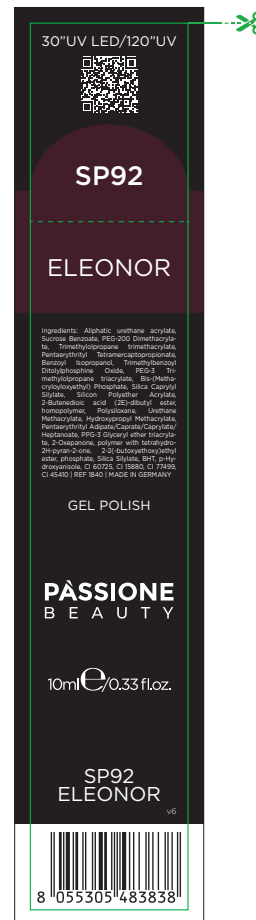 30”UV LED/120”UV
SP92
ELEONOR
Ingredients: Aliphatic urethane acrylate,
Sucrose Benzoate, PEG-200 Dimethacryla-
te, Trimethylolpropane trimethacrylate,
Pentaerythrityl Tetramercaptopropionate,
Benzoyl Isopropanol, Trimethylbenzoyl
Ditolylphosphine Oxide, PEG-3 Tri-
methylolpropane triacrylate, Bis-(Metha-
cryloyloxyethyl) Phosphate, Silica Caprylyl
Silylate, Silicon Polyether Acrylate,
2-Butenedioic acid (2E)-dibutyl ester,
homopolymer, Polysiloxane, Urethane
Methacrylate, Hydroxypropyl Methacrylate,
Pentaerythrityl Adipate/Caprate/Caprylate/
Heptanoate, PPG-3 Glyceryl ether triacryla-
te, 2-Oxepanone, polymer with tetrahydro-
2H-pyran-2-one, 2-2(-butoxyethoxy)ethyl
ester, phosphate, Silica Silylate, BHT, p-Hy-
droxyanisole, CI 60725, CI 15880, CI 77499,
CI 45410 | REF 1840 | MADE IN GERMANY
GEL POLISH
PÀSSIONE
BEAUTY
10ml℮/0.33 fl.oz.
SP92
ELEONOR
v6
8 055305 483838